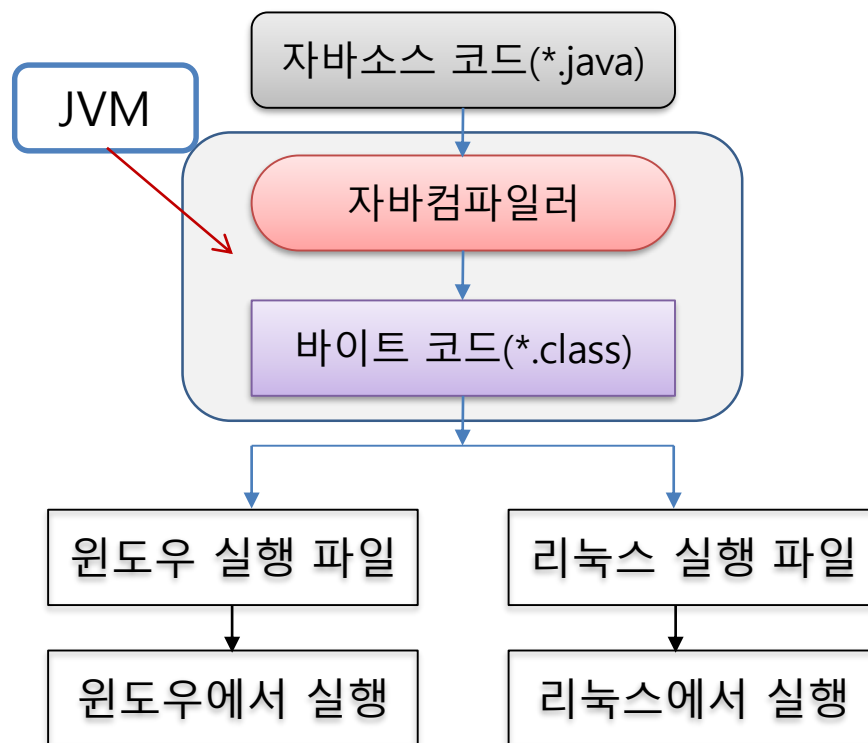 자바소스 코드(*.java)
JVM
자바컴파일러
바이트 코드(*.class)
윈도우 실행 파일
리눅스 실행 파일
윈도우에서 실행
리눅스에서 실행